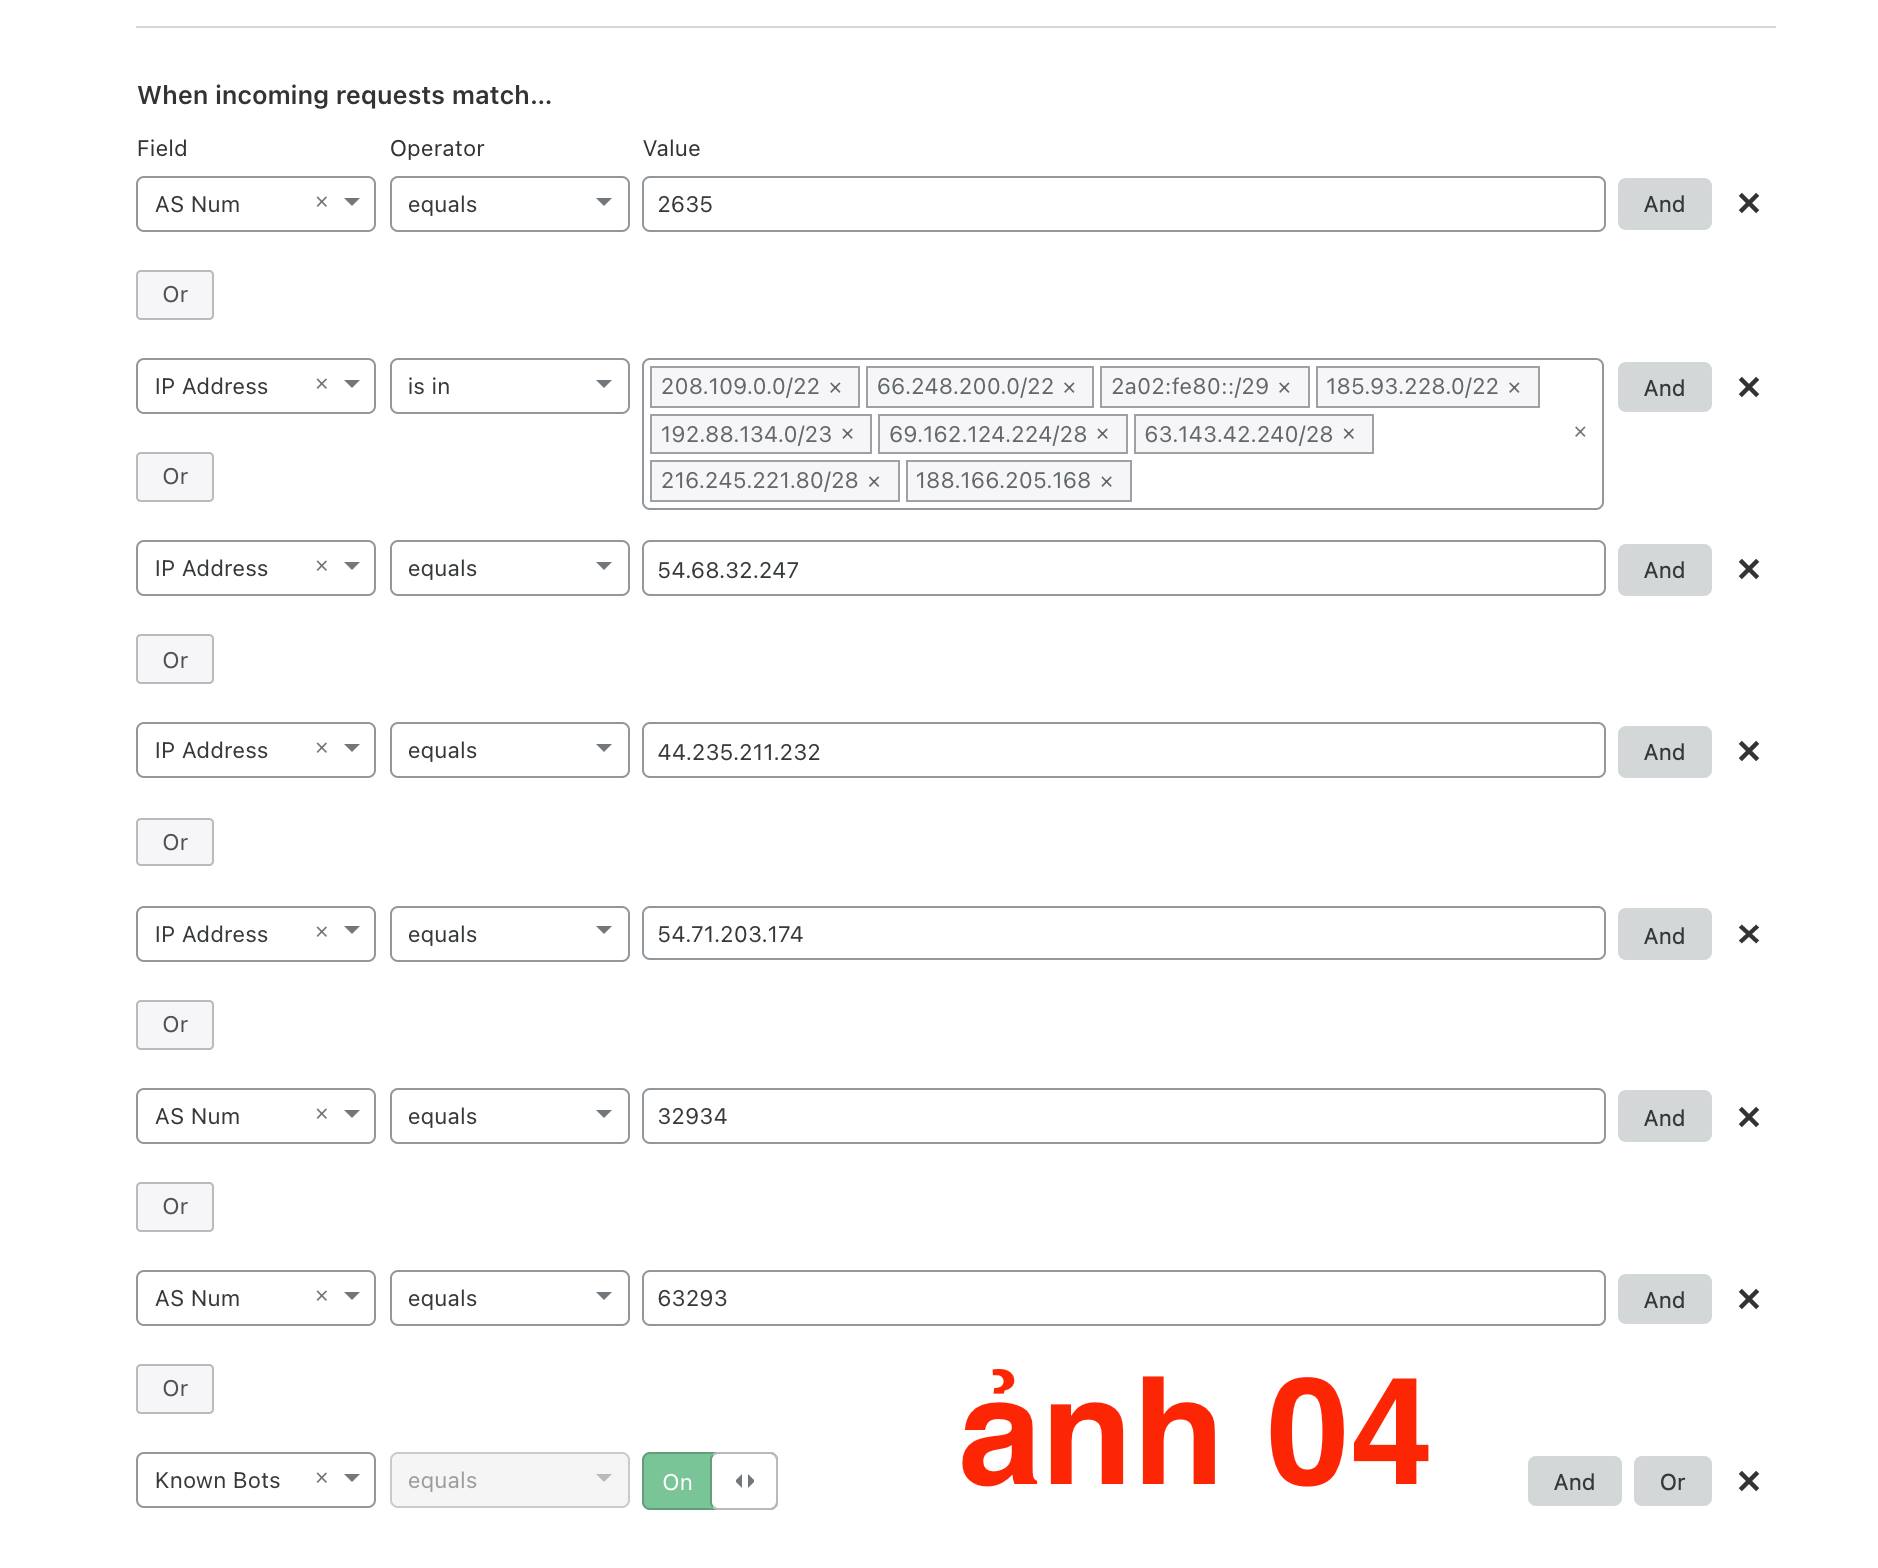 When incoming requests match...
Field Operator Value
AS Num × equals 2635 And ×
Or
IP Address × is in 208.109.0.0/22 × 66.248.200.0/22 × 2a02:fe80::/29 × 185.93.228.0/22 × And ×
192.88.134.0/23 × 69.162.124.224/28 × 63.143.42.240/28 × ×
Or 216.245.221.80/28 × 188.166.205.168 ×
IP Address × equals 54.68.32.247 And ×
Or
IP Address × equals 44.235.211.232 And ×
Or
IP Address × equals 54.71.203.174 And ×
Or
AS Num × equals 32934 And ×
Or
AS Num × equals 63293 And ×
Or
ảnh 04
Known Bots × equals On And Or ×